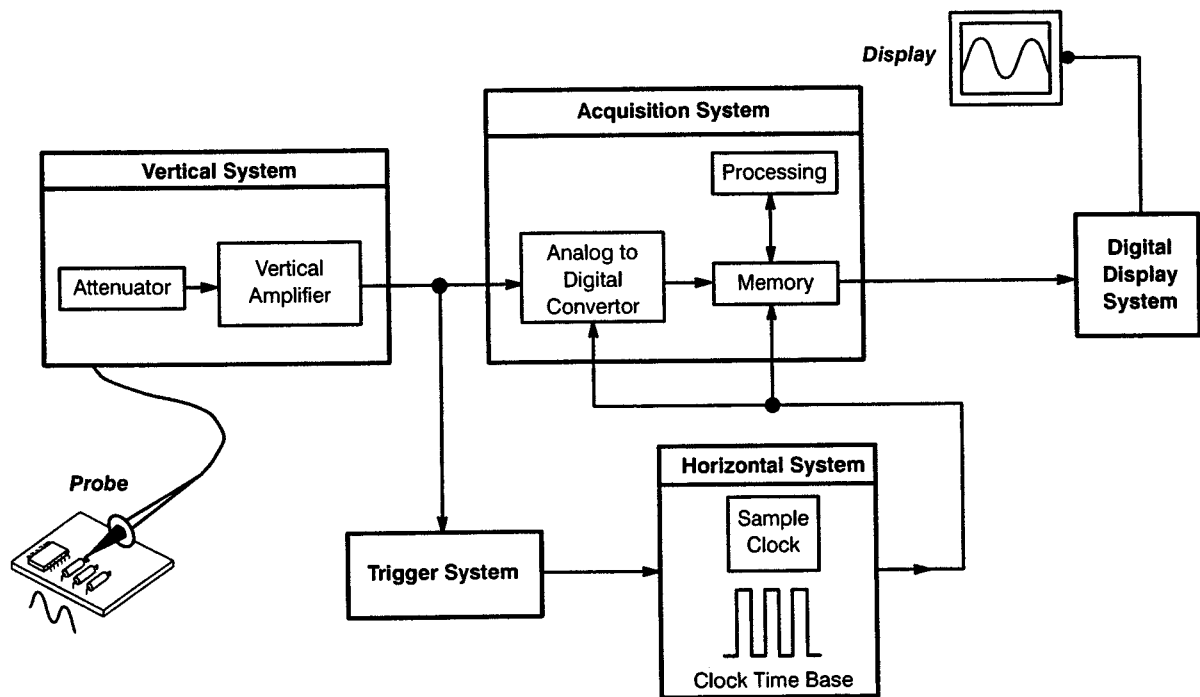 Display
Acquisition System
Vertical System
Processing
Attenuator
Vertical
Amplifier
Analog to
Digital
Convertor
Memory
Digital
Display
System
Probe
Horizontal System
Sample
Clock
Trigger System
Clock Time Base